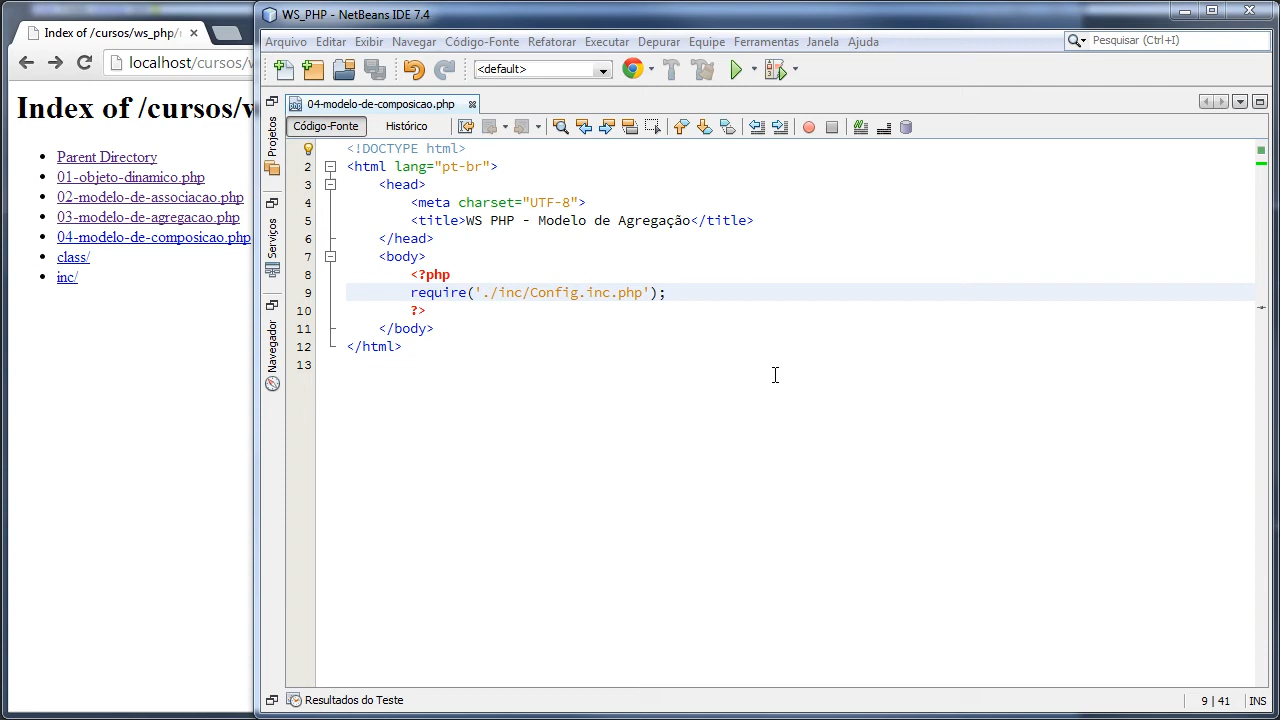 Index of /cursos/ws_php/
localhost/cursos/
Index of /cursos/w
Parent Directory
01-objeto-dinamico.php
02-modelo-de-associacao.php
03-modelo-de-agregacao.php
04-modelo-de-composicao.php
class/
inc/
WS_PHP - NetBeans IDE 7.4
Arquivo Editar Exibir Navegar Código-Fonte Refatorar Executar Depurar Equipe Ferramentas Janela Ajuda
Pesquisar (Ctrl+I)
<default>
04-modelo-de-composicao.php
Código-Fonte Histórico
Projetos
Serviços
Navegador
<!DOCTYPE html>
2 <html lang="pt-br">
3 <head>
4 <meta charset="UTF-8">
5 <title>WS PHP - Modelo de Agregação</title>
6 </head>
7 <body>
8 <?php
9 require('./inc/Config.inc.php');
10 ?>
11 </body>
12 </html>
13
Resultados do Teste
9 | 41 INS